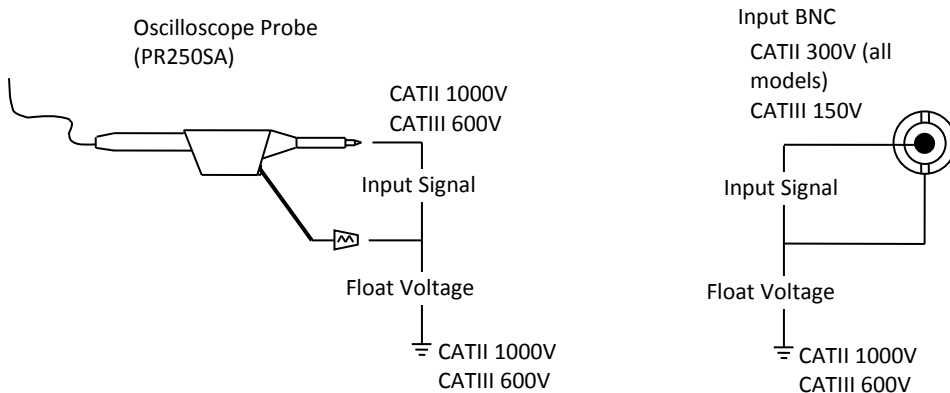 Oscilloscope Probe
(PR250SA)
CATII 1000V
CATIII 600V
Input Signal
Float Voltage
CATII 1000V
CATIII 600V
Input BNC
CATII 300V (all
models)
CATIII 150V
Input Signal
Float Voltage
CATII 1000V
CATIII 600V